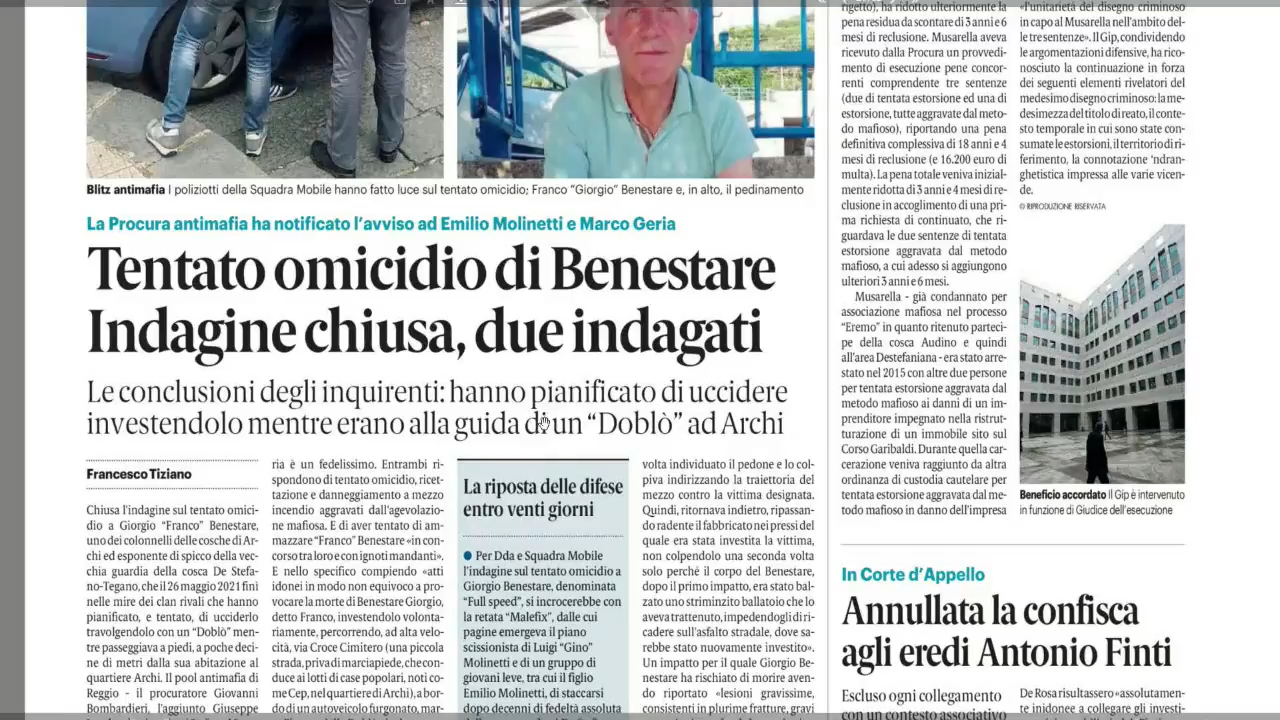 Blitz antimafia I poliziotti della Squadra Mobile hanno fatto luce sul tentato omicidio; Franco "Giorgio" Benestare e, in alto, il pedinamento
La Procura antimafia ha notificato l'avviso ad Emilio Molinetti e Marco Geria
Tentato omicidio di Benestare
Indagine chiusa, due indagati
Le conclusioni degli inquirenti: hanno pianificato di uccidere
investendolo mentre erano alla guida di un "Doblò" ad Archi
Francesco Tiziano
Chiusa l'indagine sul tentato omici-
dio a Giorgio "Franco" Benestare,
uno dei colonnelli delle cosche di Ar-
chi ed esponente di spicco della vec-
chia guardia della cosca De Stefa-
no-Tegano, che il 26 maggio 2021 finì
nelle mire dei clan rivali che hanno
pianificato, e tentato, di ucciderlo
travolgendolo con un "Doblò" men-
tre passeggiava a piedi, a poche deci-
ne di metri dalla sua abitazione al
quartiere Archi. Il pool antimafia di
Reggio - il procuratore Giovanni
Bombardieri, l'aggiunto Giuseppe
ria è un fedelissimo. Entrambi ri-
spondono di tentato omicidio, ricet-
tazione e danneggiamento a mezzo
incendio aggravati dall'agevolazio-
ne mafiosa. E di aver tentato di am-
mazzare "Franco" Benestare «in con-
corso tra loro e con ignoti mandanti».
E nello specifico compiendo «atti
idonei in modo non equivoco a pro-
vocare la morte di Benestare Giorgio,
detto Franco, investendolo volonta-
riamente, percorrendo, ad alta velo-
cità, via Croce Cimitero (una piccola
strada, priva di marciapiede, che con-
duce ai lotti di case popolari, noti co-
me Cep, nel quartiere di Archi), a bor-
do di un autoveicolo furgonato, mar-
La riposta delle difese
entro venti giorni
● Per Dda e Squadra Mobile
l'indagine sul tentato omicidio a
Giorgio Benestare, denominata
"Full speed", si incrocerebbe con
la retata "Malefix", dalle cui
pagine emergeva il piano
scissionista di Luigi "Gino"
Molinetti e di un gruppo di
giovani leve, tra cui il figlio
Emilio Molinetti, di staccarsi
dopo decenni di fedeltà assoluta
volta individuato il pedone e lo col-
piva indirizzando la traiettoria del
mezzo contro la vittima designata.
Quindi, ritornava indietro, ripassan-
do radente il fabbricato nei pressi del
quale era stata investita la vittima,
non colpendolo una seconda volta
solo perché il corpo del Benestare,
dopo il primo impatto, era stato bal-
zato uno striminzito ballatoio che lo
aveva trattenuto, impedendogli di ri-
cadere sull'asfalto stradale, dove sa-
rebbe stato nuovamente investito».
Un impatto per il quale Giorgio Be-
nestare ha rischiato di morire aven-
do riportato «lesioni gravissime,
consistenti in plurime fratture, gravi
rigetto), ha ridotto ulteriormente la
pena residua da scontare di 3 anni e 6
mesi di reclusione. Musarella aveva
ricevuto dalla Procura un provvedi-
mento di esecuzione pene concor-
renti comprendente tre sentenze
(due di tentata estorsione ed una di
estorsione, tutte aggravate dal meto-
do mafioso), riportando una pena
definitiva complessiva di 18 anni e 4
mesi di reclusione (e 16.200 euro di
multa). La pena totale veniva inizial-
mente ridotta di 3 anni e 4 mesi di re-
clusione in accoglimento di una pri-
ma richiesta di continuato, che ri-
guardava le due sentenze di tentata
estorsione aggravata dal metodo
mafioso, a cui adesso si aggiungono
ulteriori 3 anni e 6 mesi.
Musarella - già condannato per
associazione mafiosa nel processo
"Eremo" in quanto ritenuto parteci-
pe della cosca Audino e quindi
all'area Destefaniana - era stato arre-
stato nel 2015 con altre due persone
per tentata estorsione aggravata dal
metodo mafioso ai danni di un im-
prenditore impegnato nella ristrut-
turazione di un immobile sito sul
Corso Garibaldi. Durante quella car-
cerazione veniva raggiunto da altra
ordinanza di custodia cautelare per
tentata estorsione aggravata dal me-
todo mafioso in danno dell'impresa
«l'unitarietà del disegno criminoso
in capo al Musarella nell'ambito del-
le tre sentenze». Il Gip, condividendo
le argomentazioni difensive, ha rico-
nosciuto la continuazione in forza
dei seguenti elementi rivelatori del
medesimo disegno criminoso: la me-
desimezza del titolo di reato, il conte-
sto temporale in cui sono state con-
sumate le estorsioni, il territorio di ri-
ferimento, la connotazione 'ndran-
ghetistica impressa alle varie vicen-
de.
© RIPRODUZIONE RISERVATA
Beneficio accordato Il Gip è intervenuto
in funzione di Giudice dell'esecuzione
In Corte d'Appello
Annullata la confisca
agli eredi Antonio Finti
Escluso ogni collegamento
con un contesto associativo
De Rosa risultassero «assolutamen-
te inidonee a collegare gli investi-